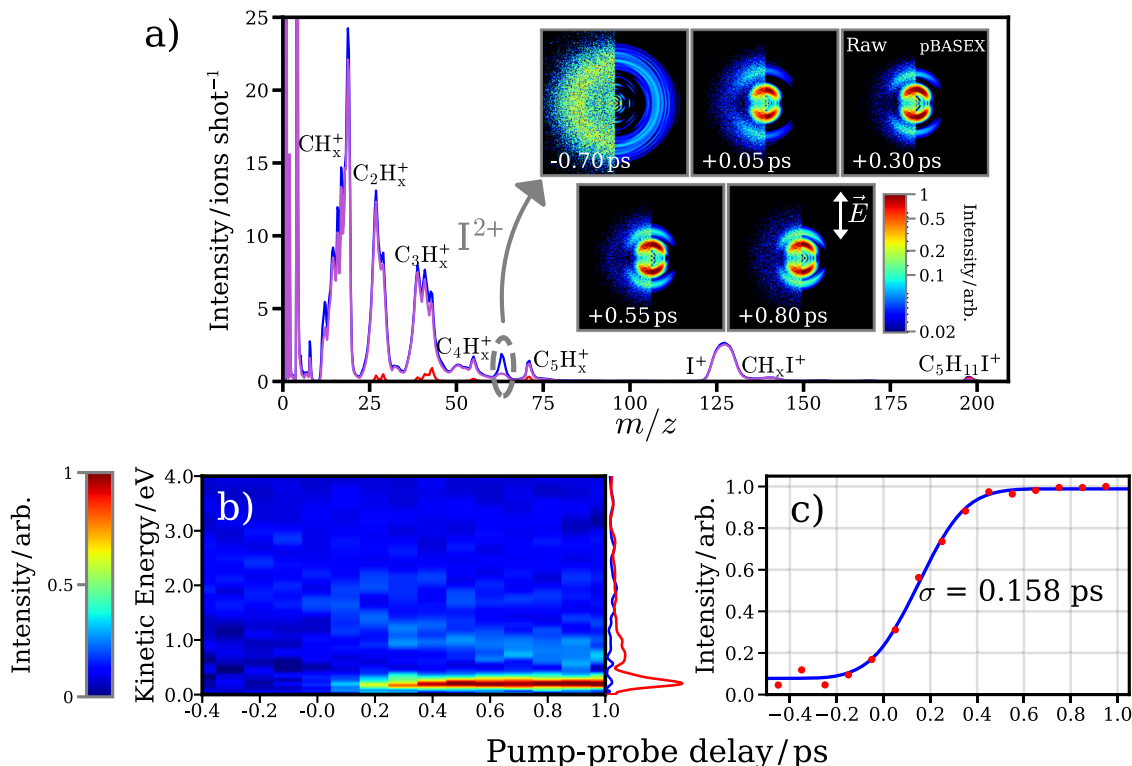 a)
Intensity/ions shot⁻¹
25
20
15
10
5
0
CHₓ⁺
C₂Hₓ⁺
C₃Hₓ⁺
C₄Hₓ⁺
I²⁺
C₅Hₓ⁺
I⁺
CHₓI⁺
C₅H₁₁I⁺
0 25 50 75 100 125 150 175 200
m/z
-0.70 ps
+0.05 ps
Raw pBASEX
+0.30 ps
+0.55 ps
+0.80 ps
E⃗
1
0.5
0.2
0.1
0.02
Intensity/arb.
Intensity/arb.
1
0.5
0
Kinetic Energy/eV
4.0
3.0
2.0
1.0
0.0
b)
-0.4 -0.2 -0.0 0.2 0.4 0.6 0.8 1.0
Intensity/arb.
1.0
0.8
0.6
0.4
0.2
0.0
c)
σ = 0.158 ps
−0.4 −0.2 0.0 0.2 0.4 0.6 0.8 1.0
Pump-probe delay/ps